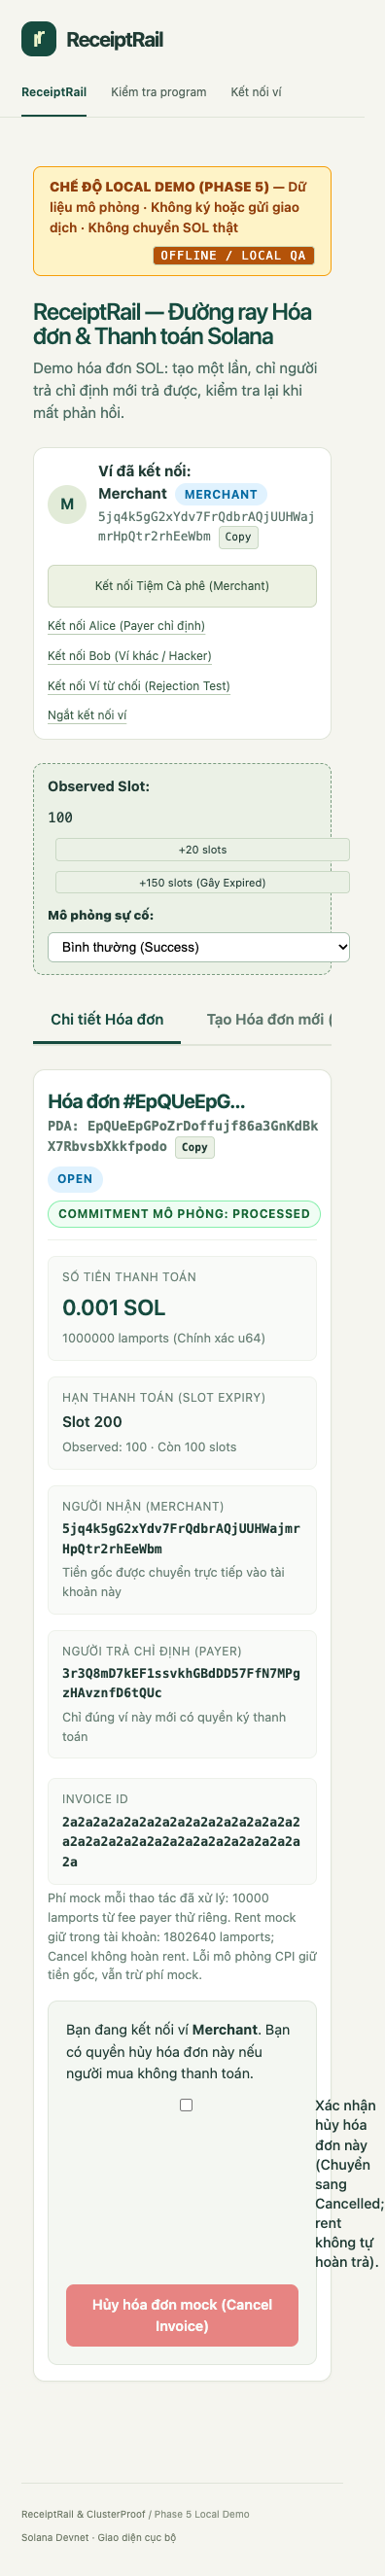 ReceiptRail
ReceiptRail
Kiểm tra program
Kết nối ví
CHẾ ĐỘ LOCAL DEMO (PHASE 5) — Dữ
liệu mô phỏng · Không ký hoặc gửi giao
dịch · Không chuyển SOL thật
OFFLINE / LOCAL QA
ReceiptRail — Đường ray Hóa
đơn & Thanh toán Solana
Demo hóa đơn SOL: tạo một lần, chỉ người
trả chỉ định mới trả được, kiểm tra lại khi
mất phản hồi.
M
Ví đã kết nối:
Merchant MERCHANT
5jq4k5gG2xYdv7FrQdbrAQjUUHWaj
mrHpQtr2rhEeWbm Copy
Kết nối Tiệm Cà phê (Merchant)
Kết nối Alice (Payer chỉ định)
Kết nối Bob (Ví khác / Hacker)
Kết nối Ví từ chối (Rejection Test)
Ngắt kết nối ví
Observed Slot:
100
+20 slots
+150 slots (Gây Expired)
Mô phỏng sự cố:
Bình thường (Success)
Chi tiết Hóa đơn
Tạo Hóa đơn mới (
Hóa đơn #EpQUeEpG...
PDA: EpQUeEpGPoZrDoffujf86a3GnKdBk
X7RbvsbXkkfpodo Copy
OPEN
COMMITMENT MÔ PHỎNG: PROCESSED
SỐ TIỀN THANH TOÁN
0.001 SOL
1000000 lamports (Chính xác u64)
HẠN THANH TOÁN (SLOT EXPIRY)
Slot 200
Observed: 100 · Còn 100 slots
NGƯỜI NHẬN (MERCHANT)
5jq4k5gG2xYdv7FrQdbrAQjUUHWajmr
HpQtr2rhEeWbm
Tiền gốc được chuyển trực tiếp vào tài
khoản này
NGƯỜI TRẢ CHỈ ĐỊNH (PAYER)
3r3Q8mD7kEF1ssvkhGBdDD57FfN7MPg
zHAvznfD6tQUc
Chỉ đúng ví này mới có quyền ký thanh
toán
INVOICE ID
2a2a2a2a2a2a2a2a2a2a2a2a2a2a2a2
a2a2a2a2a2a2a2a2a2a2a2a2a2a2a2a
2a
Phí mock mỗi thao tác đã xử lý: 10000
lamports từ fee payer thử riêng. Rent mock
giữ trong tài khoản: 1802640 lamports;
Cancel không hoàn rent. Lỗi mô phỏng CPI giữ
tiền gốc, vẫn trừ phí mock.
Bạn đang kết nối ví Merchant. Bạn
có quyền hủy hóa đơn này nếu
người mua không thanh toán.
Xác nhận
hủy hóa
đơn này
(Chuyển
sang
Cancelled;
rent
không tự
hoàn trả).
Hủy hóa đơn mock (Cancel
Invoice)
ReceiptRail & ClusterProof / Phase 5 Local Demo
Solana Devnet · Giao diện cục bộ